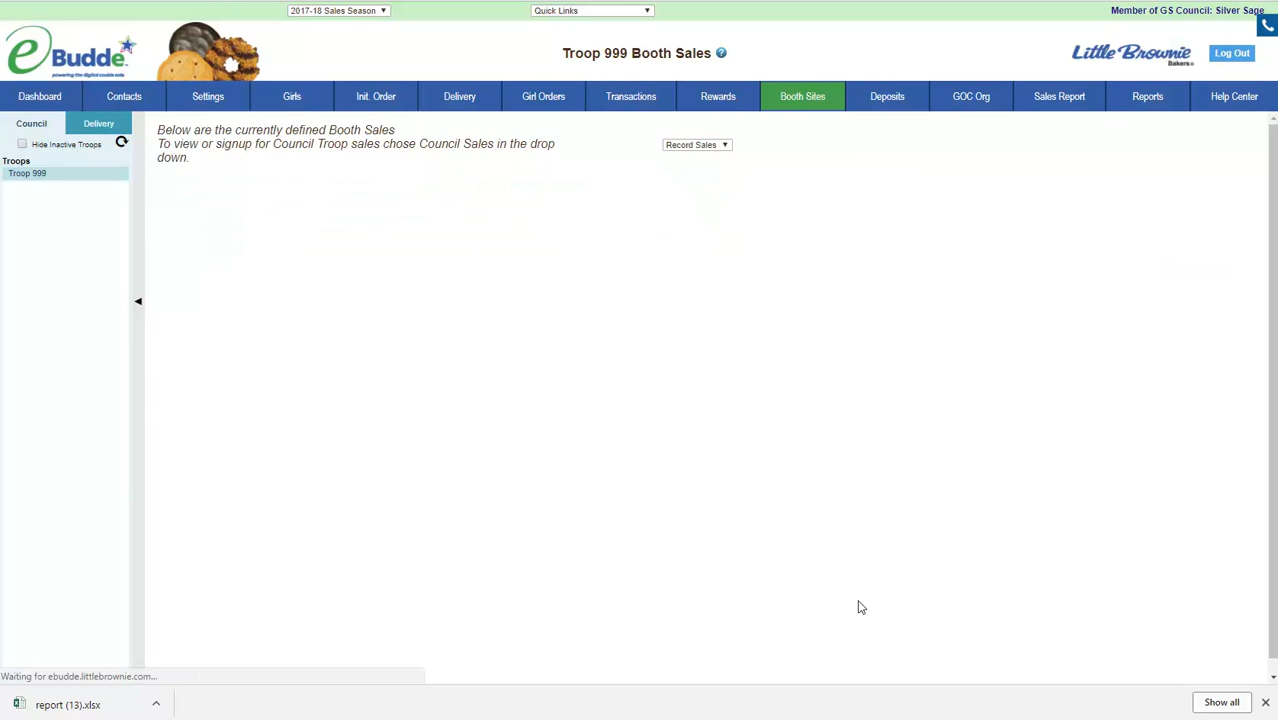 2017-18 Sales Season
Quick Links
Member of GS Council: Silver Sage
eBudde
powering the digital cookie side
Troop 999 Booth Sales ?
Little Brownie
Bakers
Log Out
Dashboard Contacts Settings Girls Init. Order Delivery Girl Orders Transactions Rewards Booth Sites Deposits GOC Org Sales Report Reports Help Center
Council Delivery
Hide Inactive Troops
Troops
Troop 999
Below are the currently defined Booth Sales
To view or signup for Council Troop sales chose Council Sales in the drop
down.
Record Sales
Waiting for ebudde.littlebrownie.com...
report (13).xlsx
Show all